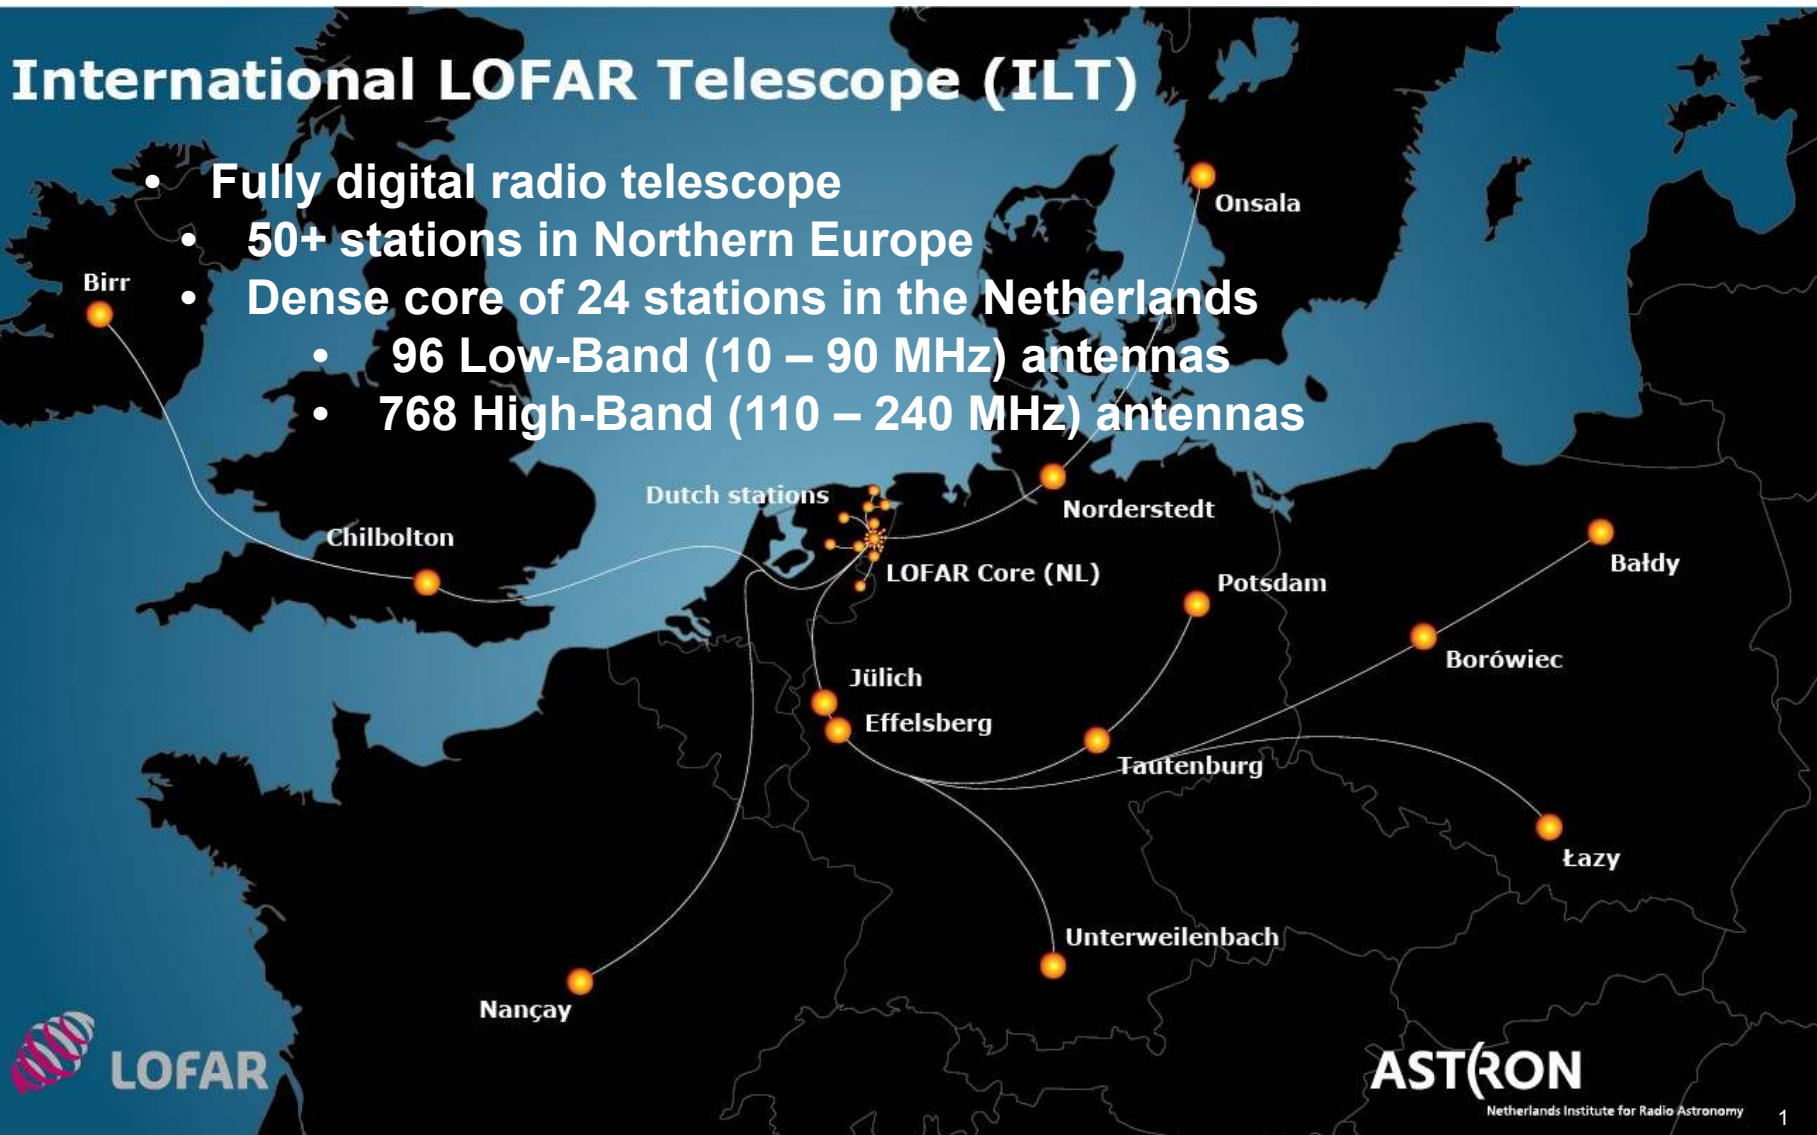 International LOFAR Telescope (ILT)
• Fully digital radio telescope
• 50+ stations in Northern Europe
• Dense core of 24 stations in the Netherlands
• 96 Low-Band (10 – 90 MHz) antennas
• 768 High-Band (110 – 240 MHz) antennas
Onsala
Birr
Dutch stations
Norderstedt
Chilbolton
LOFAR Core (NL)
Potsdam
Bałdy
Borówiec
Jülich
Effelsberg
Tautenburg
Łazy
Unterweilenbach
Nançay
LOFAR
ASTRON
Netherlands Institute for Radio Astronomy
1